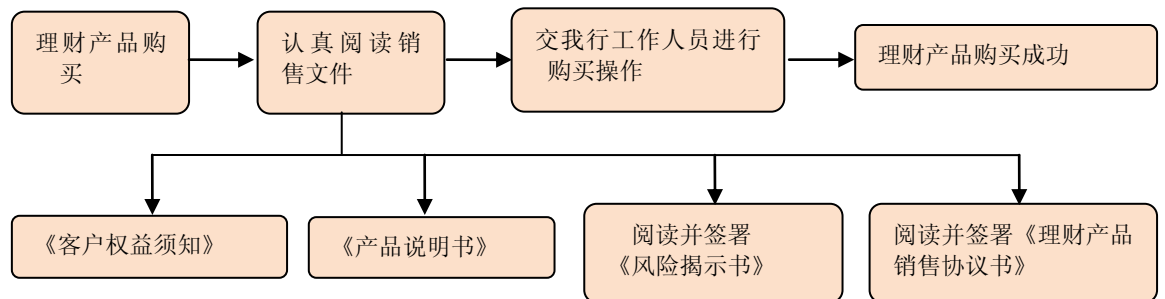 理财产品购
买
认真阅读销
售文件
交我行工作人员进行
购买操作
理财产品购买成功
《客户权益须知》
《产品说明书》
阅读并签署
《风险揭示书》
阅读并签署《理财产品
销售协议书》